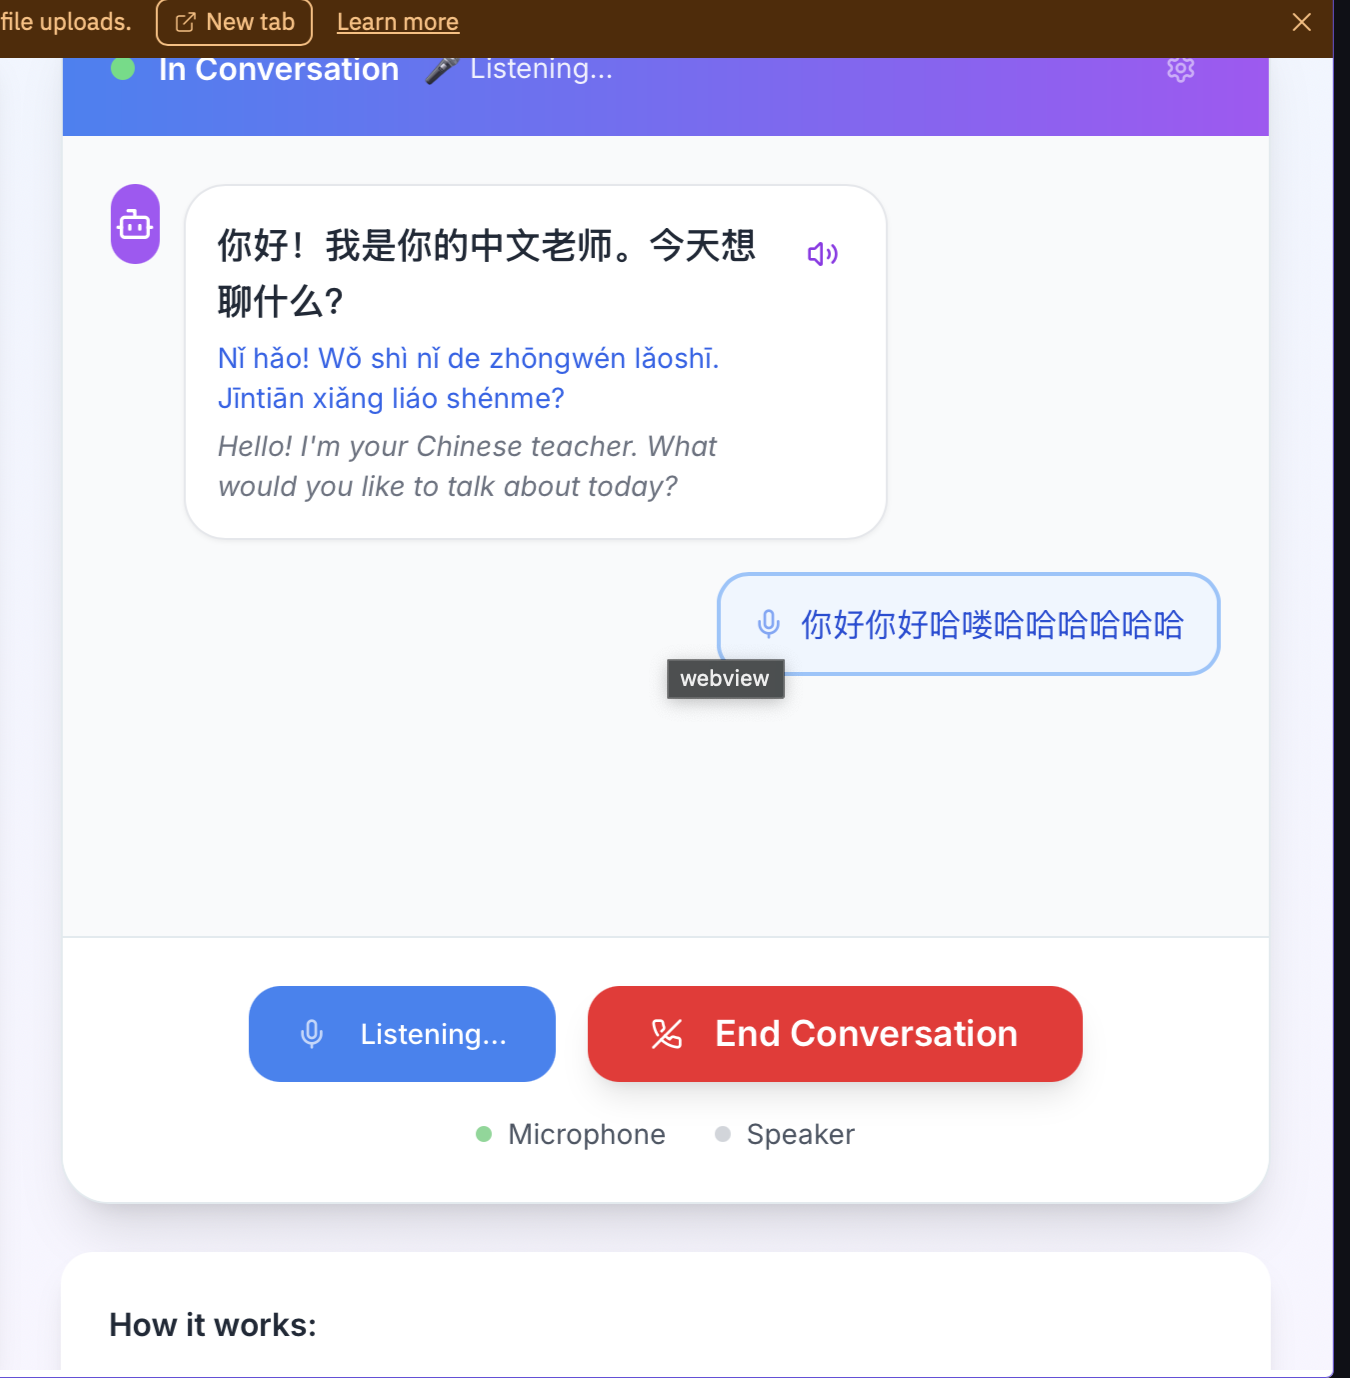 file uploads.
New tab
Learn more
In Conversation
Listening...
你好！我是你的中文老师。今天想
聊什么?
Nǐ hǎo! Wǒ shì nǐ de zhōngwén lǎoshī.
Jīntiān xiǎng liáo shénme?
Hello! I'm your Chinese teacher. What
would you like to talk about today?
你好你好哈喽哈哈哈哈哈哈
webview
Listening...
End Conversation
Microphone
Speaker
How it works: